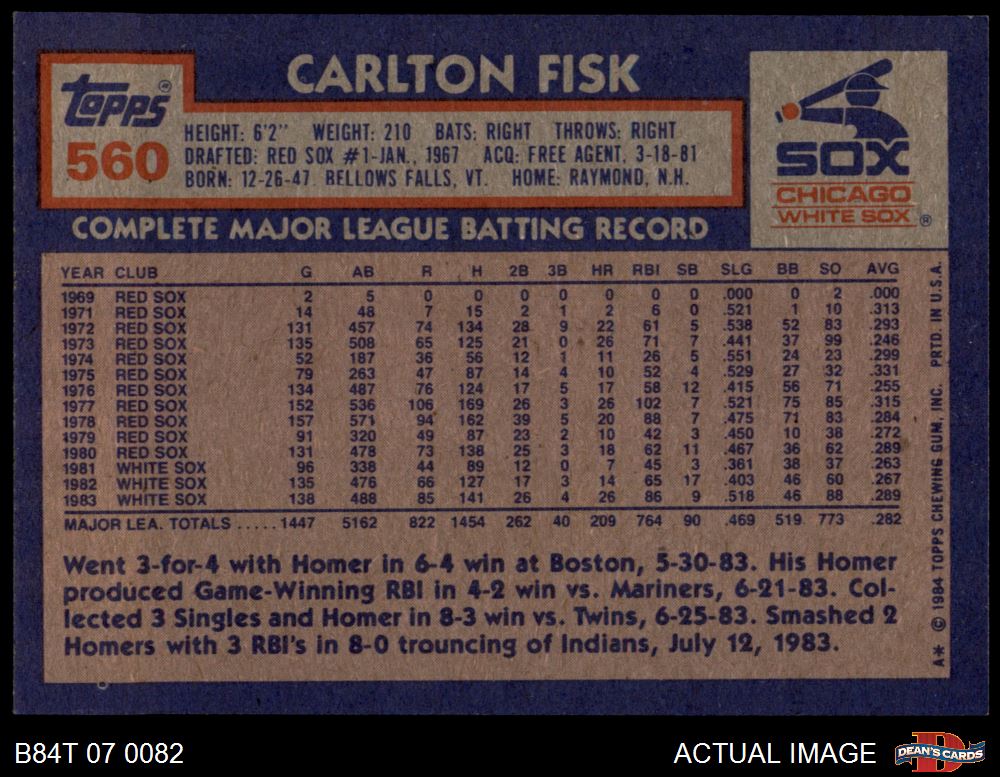 CARLTON FISK
Topps®
560
HEIGHT: 6'2" WEIGHT: 210 BATS: RIGHT THROWS: RIGHT
DRAFTED: RED SOX #1-JAN., 1967 ACQ: FREE AGENT, 3-18-81
BORN: 12-26-47 BELLOWS FALLS, VT. HOME: RAYMOND, N.H.
SOX
CHICAGO
WHITE SOX ®
COMPLETE MAJOR LEAGUE BATTING RECORD
YEAR CLUB G AB R H 2B 3B HR RBI SB SLG BB SO AVG
1969 RED SOX 2 5 0 0 0 0 0 0 0 .000 0 2 .000
1971 RED SOX 14 48 7 15 2 1 2 6 0 .521 1 10 .313
1972 RED SOX 131 457 74 134 28 9 22 61 5 .538 52 83 .293
1973 RED SOX 135 508 65 125 21 0 26 71 7 .441 37 99 .246
1974 RED SOX 52 187 36 56 12 1 11 26 5 .551 24 23 .299
1975 RED SOX 79 263 47 87 14 4 10 52 4 .529 27 32 .331
1976 RED SOX 134 487 76 124 17 5 17 58 12 .415 56 71 .255
1977 RED SOX 152 536 106 169 26 3 26 102 7 .521 75 85 .315
1978 RED SOX 157 571 94 162 39 5 20 88 7 .475 71 83 .284
1979 RED SOX 91 320 49 87 23 2 10 42 3 .450 10 38 .272
1980 RED SOX 131 478 73 138 25 3 18 62 11 .467 36 62 .289
1981 WHITE SOX 96 338 44 89 12 0 7 45 3 .361 38 37 .263
1982 WHITE SOX 135 476 66 127 17 3 14 65 17 .403 46 60 .267
1983 WHITE SOX 138 488 85 141 26 4 26 86 9 .518 46 88 .289
MAJOR LEA. TOTALS ..... 1447 5162 822 1454 262 40 209 764 90 .469 519 773 .282
Went 3-for-4 with Homer in 6-4 win at Boston, 5-30-83. His Homer
produced Game-Winning RBI in 4-2 win vs. Mariners, 6-21-83. Col-
lected 3 Singles and Homer in 8-3 win vs. Twins, 6-25-83. Smashed 2
Homers with 3 RBI's in 8-0 trouncing of Indians, July 12, 1983.
A* © 1984 TOPPS CHEWING GUM, INC. PRTD. IN U.S.A.
B84T 07 0082
ACTUAL IMAGE
DEAN'S CARDS